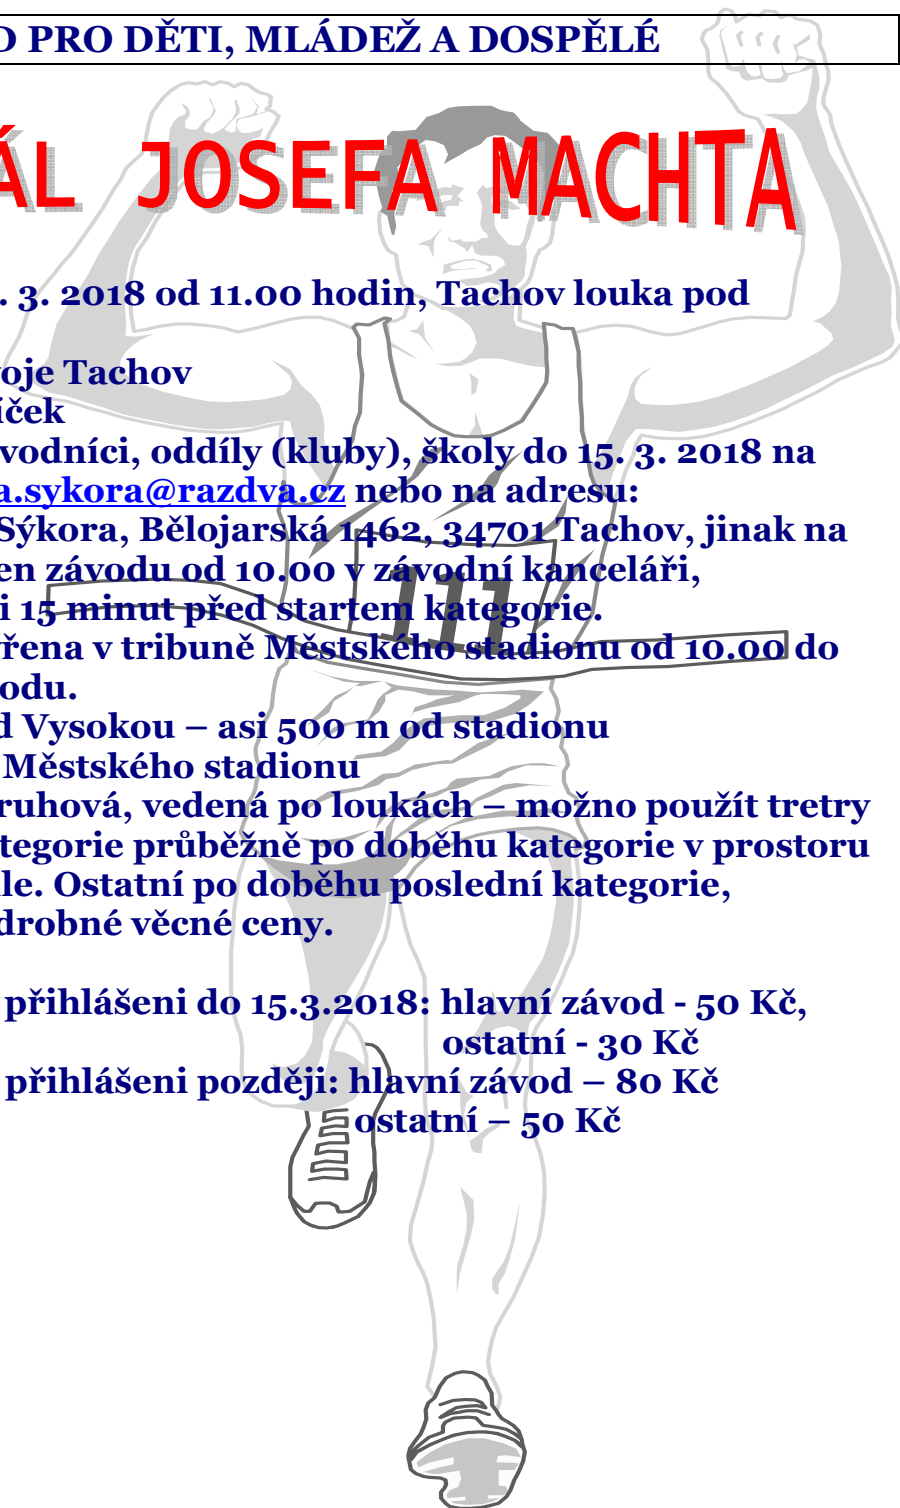 D PRO DĚTI, MLÁDEŽ A DOSPĚLÉ
ÁL JOSEFA MACHTA
. 3. 2018 od 11.00 hodin, Tachov louka pod
voje Tachov
íček
vodníci, oddíly (kluby), školy do 15. 3. 2018 na
a.sykora@razdva.cz nebo na adresu:
Sýkora, Bělojarská 1462, 34701 Tachov, jinak na
en závodu od 10.00 v závodní kanceláři,
i 15 minut před startem kategorie.
vřena v tribuně Městského stadionu od 10.00 do
odu.
d Vysokou – asi 500 m od stadionu
Městského stadionu
ruhová, vedená po loukách – možno použít tretry
tegorie průběžně po doběhu kategorie v prostoru
le. Ostatní po doběhu poslední kategorie,
drobné věcné ceny.
přihlášeni do 15.3.2018: hlavní závod - 50 Kč,
ostatní - 30 Kč
přihlášeni později: hlavní závod – 80 Kč
ostatní – 50 Kč
111